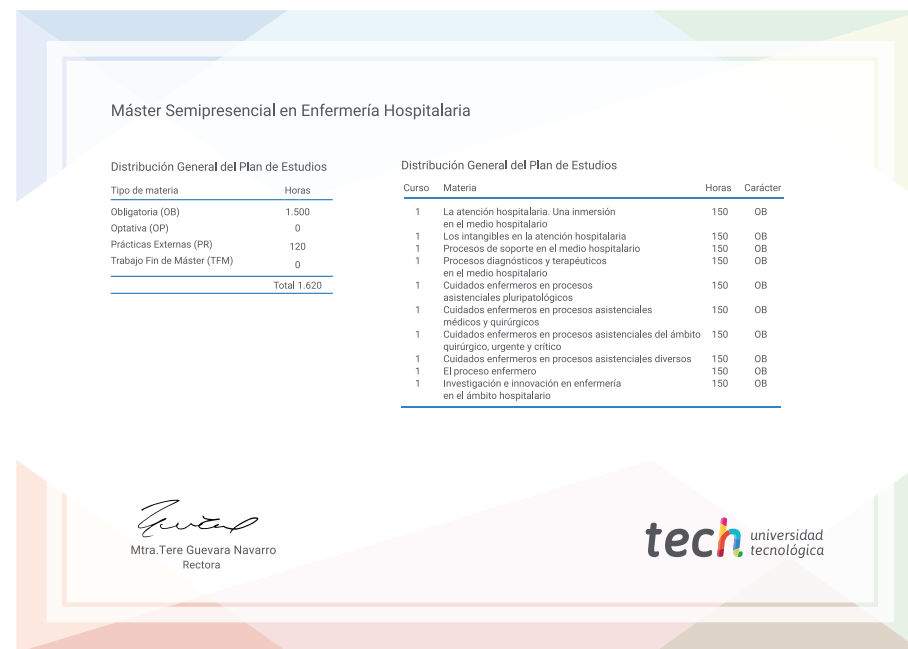 Máster Semipresencial en Enfermería Hospitalaria
Distribución General del Plan de Estudios
Tipo de materia Horas
Obligatoria (OB) 1.500
Optativa (OP) 0
Prácticas Externas (PR) 120
Trabajo Fin de Máster (TFM) 0
Total 1.620
Distribución General del Plan de Estudios
Curso Materia Horas Carácter
1 La atención hospitalaria. Una inmersión 150 OB
en el medio hospitalario
1 Los intangibles en la atención hospitalaria 150 OB
1 Procesos de soporte en el medio hospitalario 150 OB
1 Procesos diagnósticos y terapéuticos 150 OB
en el medio hospitalario
1 Cuidados enfermeros en procesos 150 OB
asistenciales pluripatológicos
1 Cuidados enfermeros en procesos asistenciales 150 OB
médicos y quirúrgicos
1 Cuidados enfermeros en procesos asistenciales del ámbito 150 OB
quirúrgico, urgente y crítico
1 Cuidados enfermeros en procesos asistenciales diversos 150 OB
1 El proceso enfermero 150 OB
1 Investigación e innovación en enfermería 150 OB
en el ámbito hospitalario
Mtra.Tere Guevara Navarro
Rectora
tech universidad
tecnológica